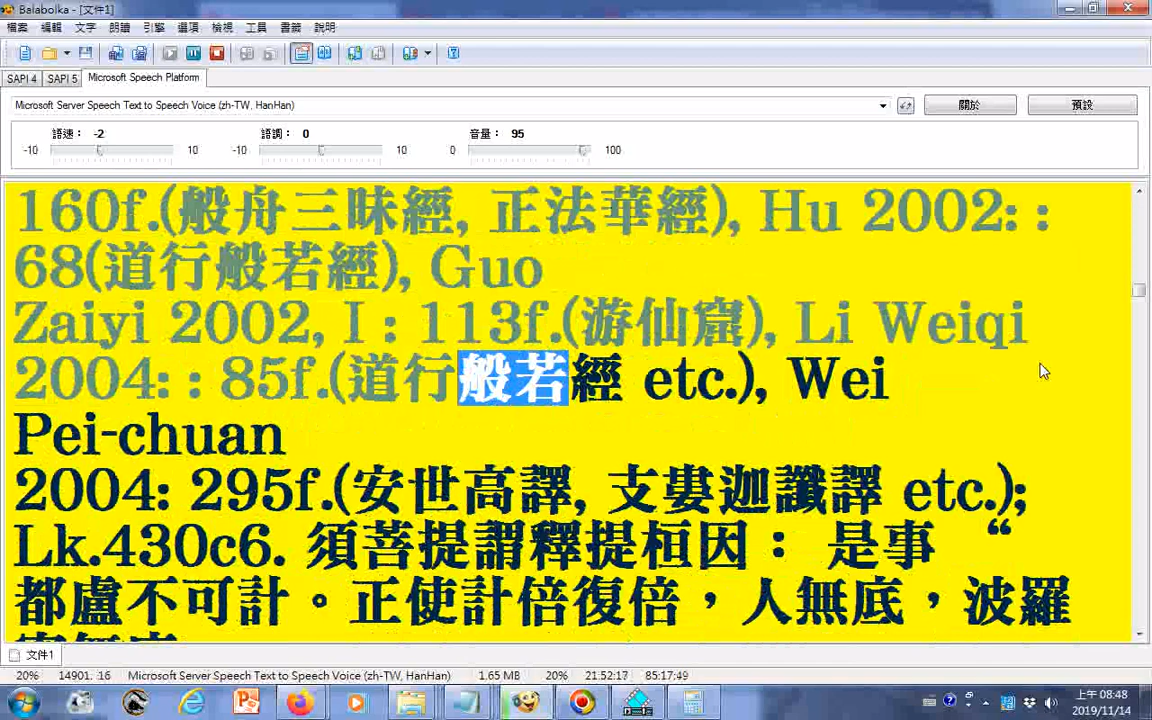 Balabolka - [文件1]
檔案 編輯 文字 朗讀 引擎 選項 檢視 工具 書籤 說明
SAPI 4 SAPI 5 Microsoft Speech Platform
Microsoft Server Speech Text to Speech Voice (zh-TW, HanHan) 關於 預設
語速： -2 語調： 0 音量： 95
-10 10 -10 10 0 100
160f.(般舟三昧經, 正法華經), Hu 2002: :
68(道行般若經), Guo
Zaiyi 2002, I : 113f.(游仙窟), Li Weiqi
2004: : 85f.(道行般若經 etc.), Wei
Pei-chuan
2004: 295f.(安世高譯, 支婁迦讖譯 etc.);
Lk.430c6. 須菩提謂釋提桓因： 是事 “
都盧不可計。正使計倍復倍，人無底，波羅
文件1
20% 14901: 16 Microsoft Server Speech Text to Speech Voice (zh-TW, HanHan) 1.65 MB 20% 21:52:17 85:17:49
上午 08:48
2019/11/14